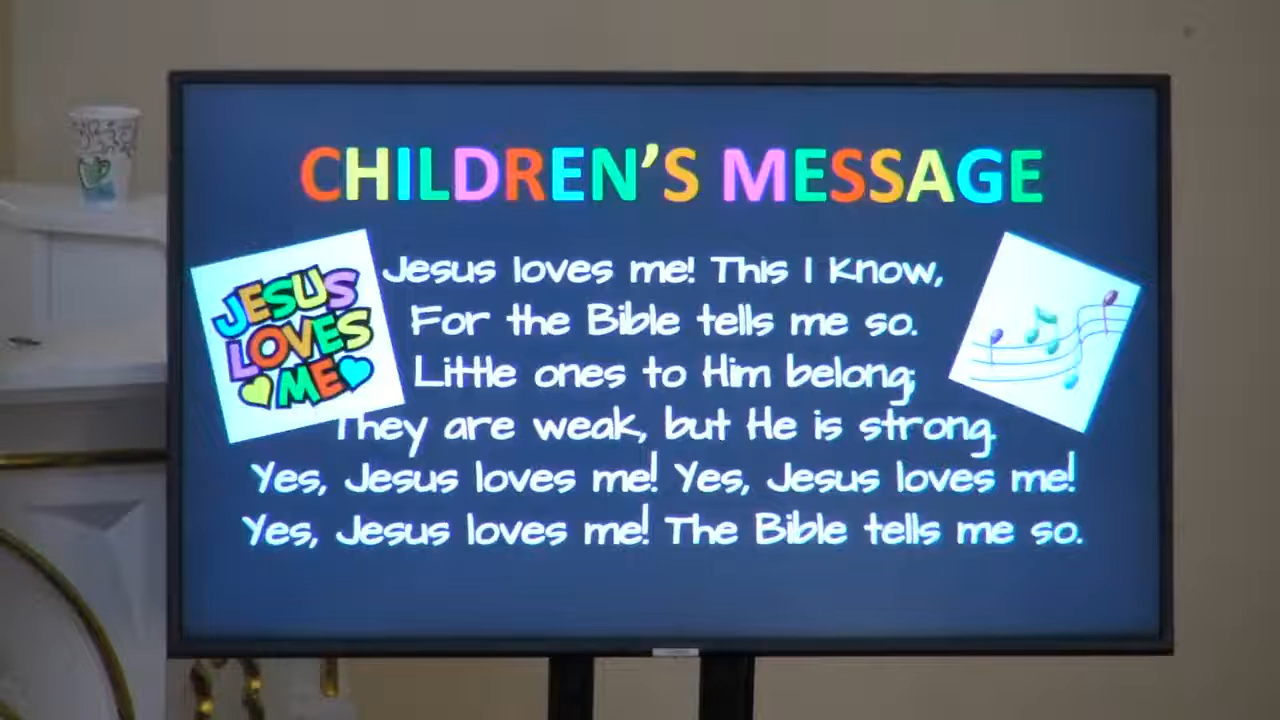 CHILDREN'S MESSAGE
JESUS
LOVES
ME
Jesus loves me! This I Know,
For the Bible tells me so.
Little ones to Him belong;
They are weak, but He is strong.
Yes, Jesus loves me! Yes, Jesus loves me!
Yes, Jesus loves me! The Bible tells me so.